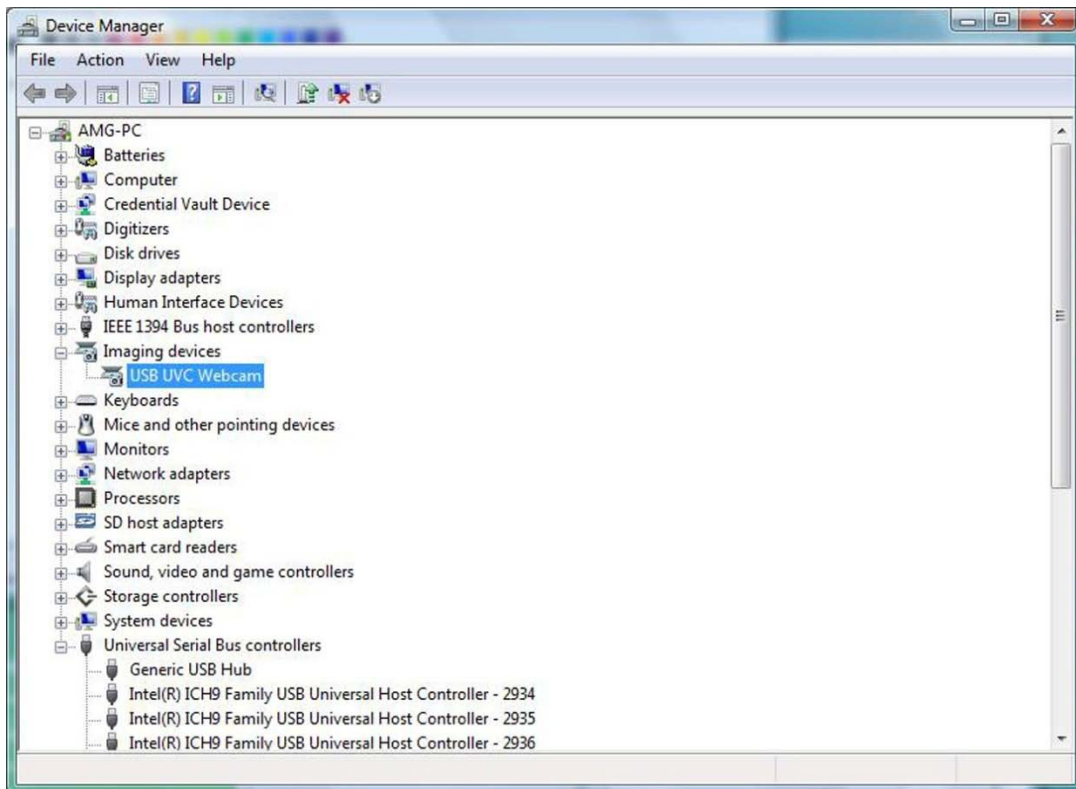 Device Manager
File Action View Help
AMG-PC
Batteries
Computer
Credential Vault Device
Digitizers
Disk drives
Display adapters
Human Interface Devices
IEEE 1394 Bus host controllers
Imaging devices
USB UVC Webcam
Keyboards
Mice and other pointing devices
Monitors
Network adapters
Processors
SD host adapters
Smart card readers
Sound, video and game controllers
Storage controllers
System devices
Universal Serial Bus controllers
Generic USB Hub
Intel(R) ICH9 Family USB Universal Host Controller - 2934
Intel(R) ICH9 Family USB Universal Host Controller - 2935
Intel(R) ICH9 Family USB Universal Host Controller - 2936